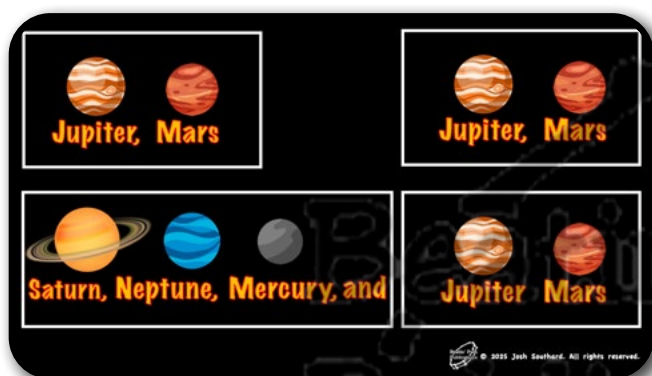 Jupiter, Mars
Jupiter, Mars
Saturn, Neptune, Mercury, and
Jupiter Mars
© 2025 Josh Southard. All rights reserved.